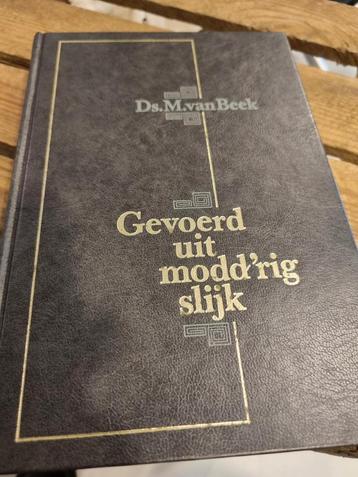 Ds. M. van Beek
Gevoerd
uit
modd'rig
slijk